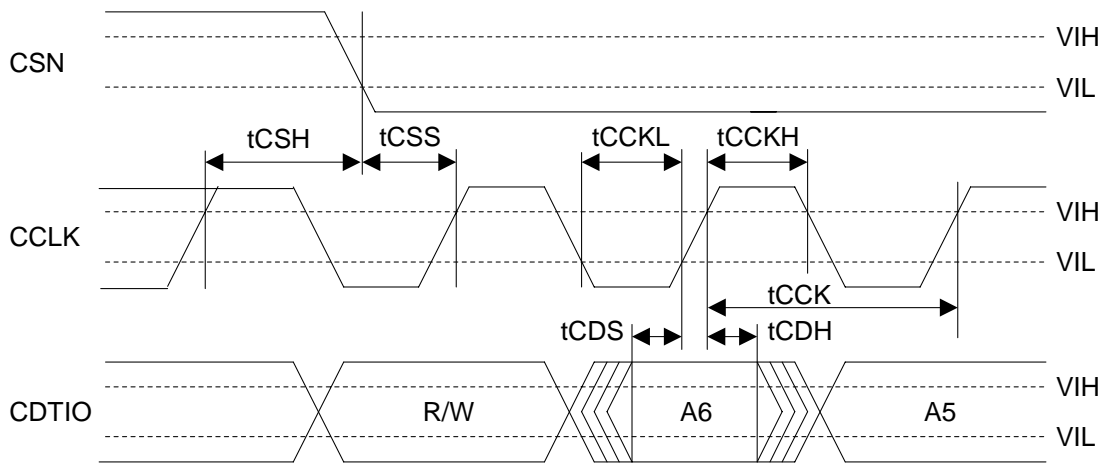 VIH
CSN
VIL
tCSH
tCSS
tCCKL
tCCKH
VIH
CCLK
VIL
tCCK
tCDS
tCDH
VIH
CDTIO
R/W
A6
A5
VIL